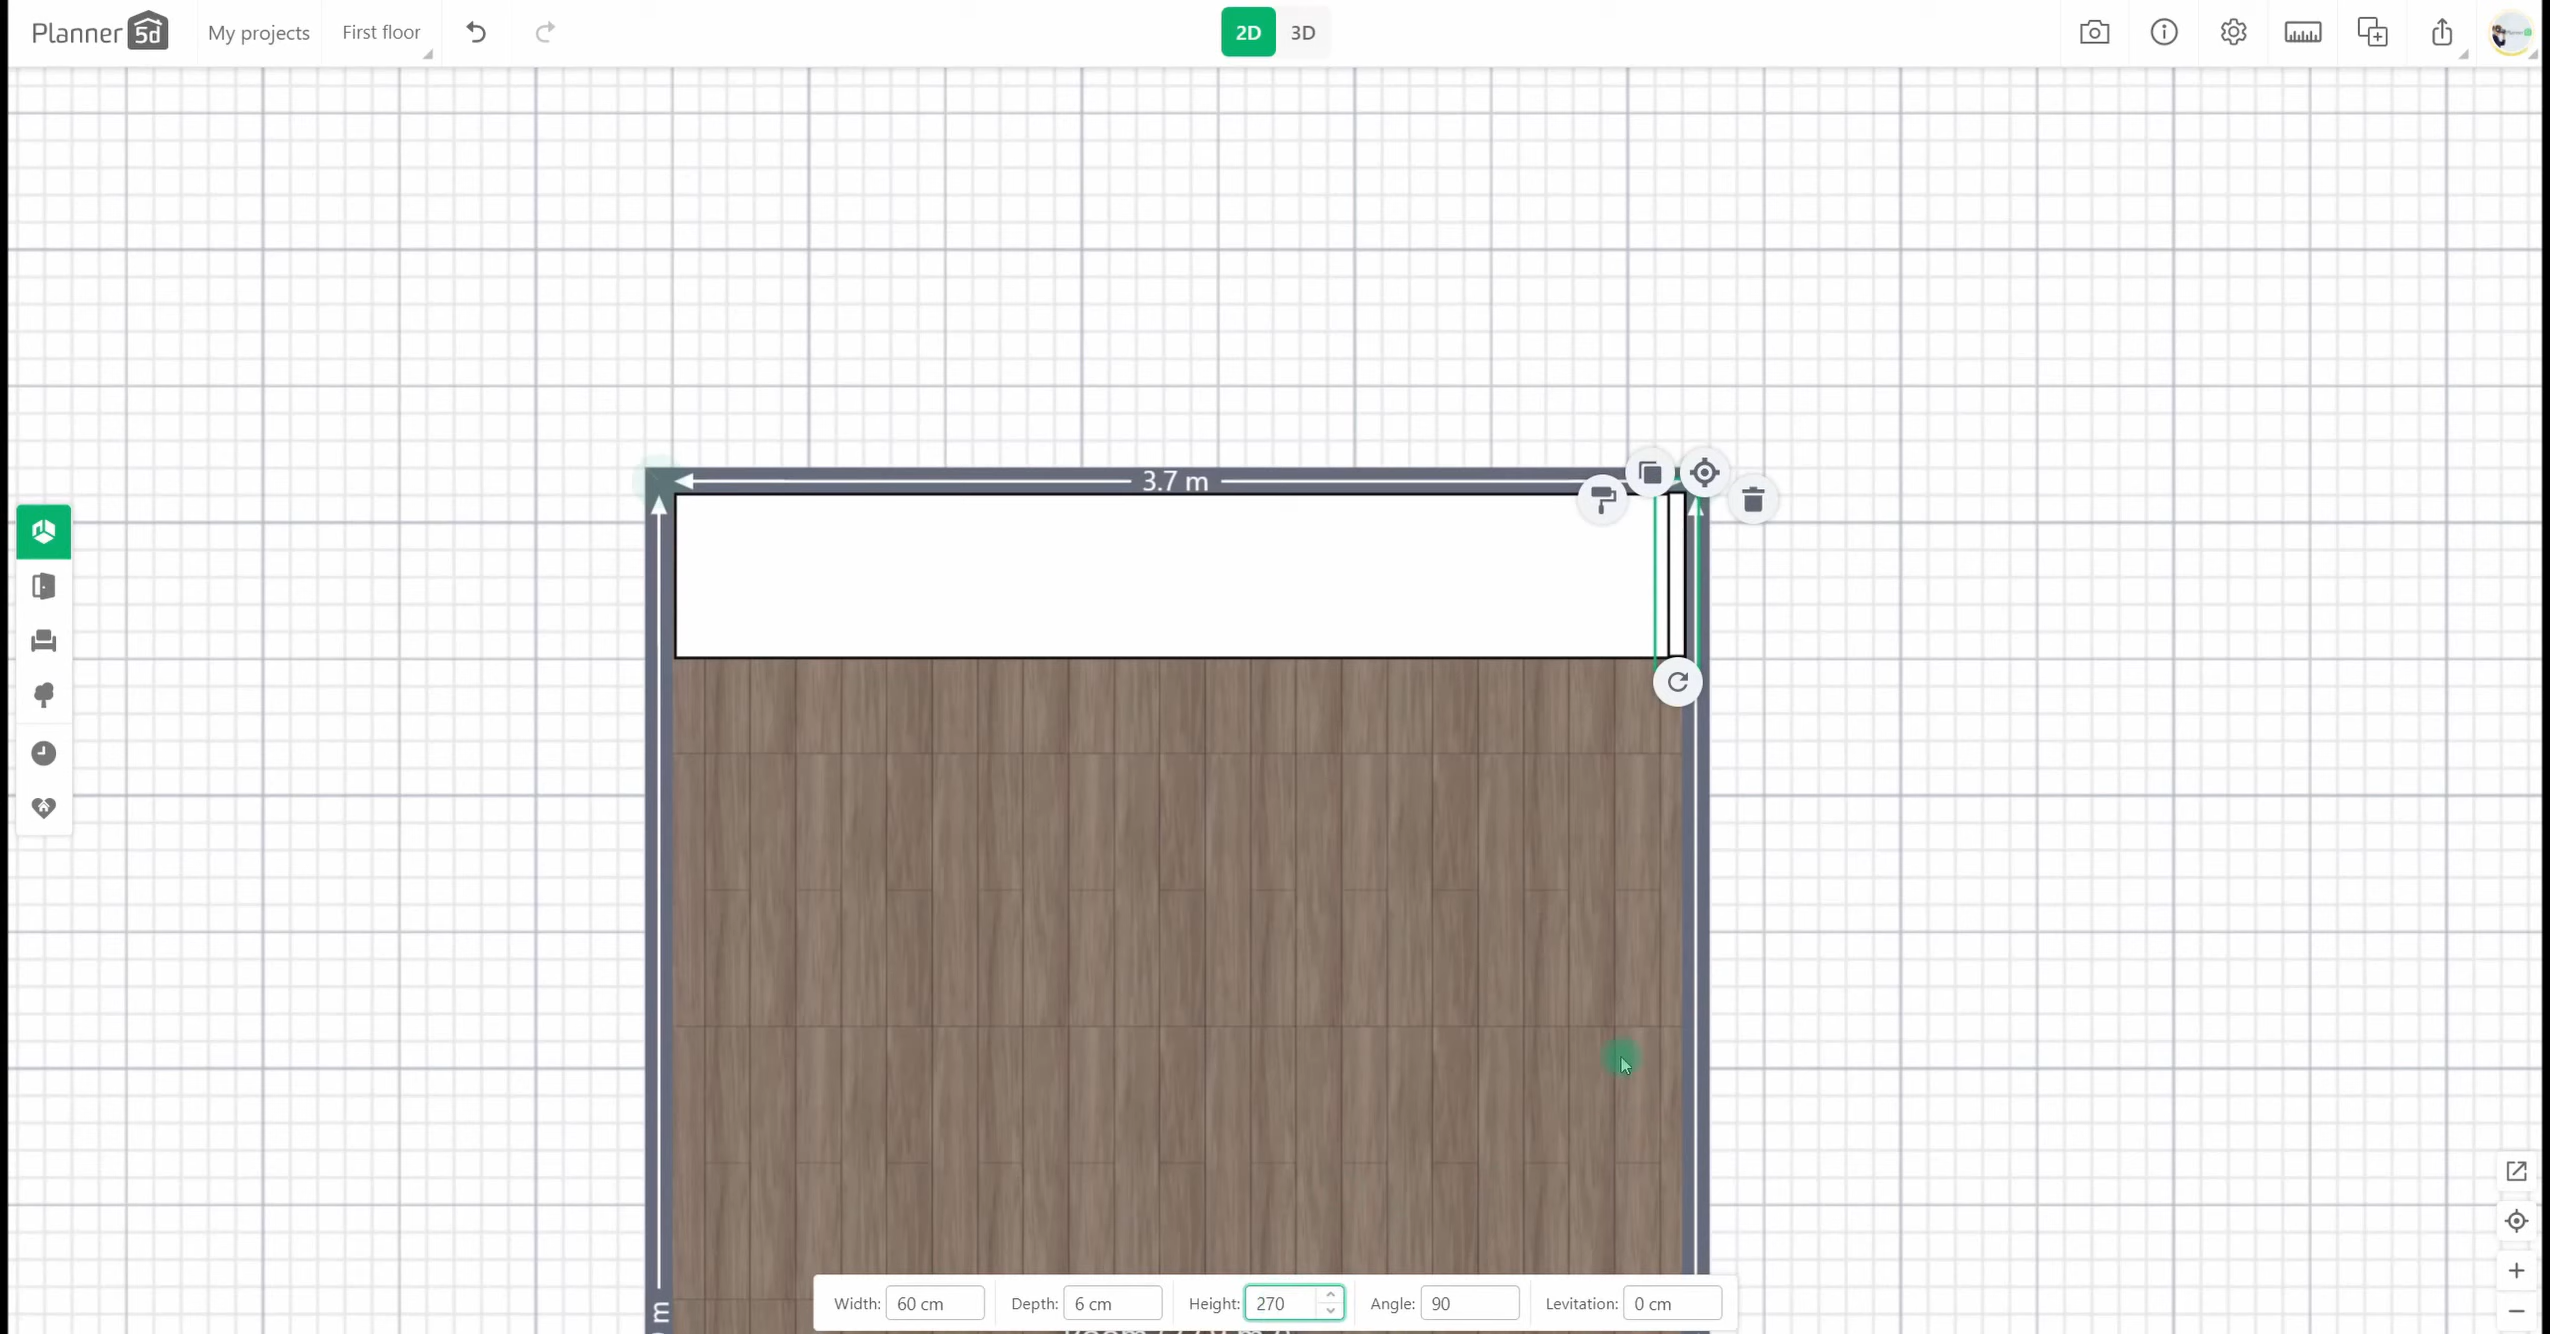 Planner 5d My projects First floor 2D 3D
3.7 m
m
Width: 60 cm Depth: 6 cm Height: 270 Angle: 90 Levitation: 0 cm